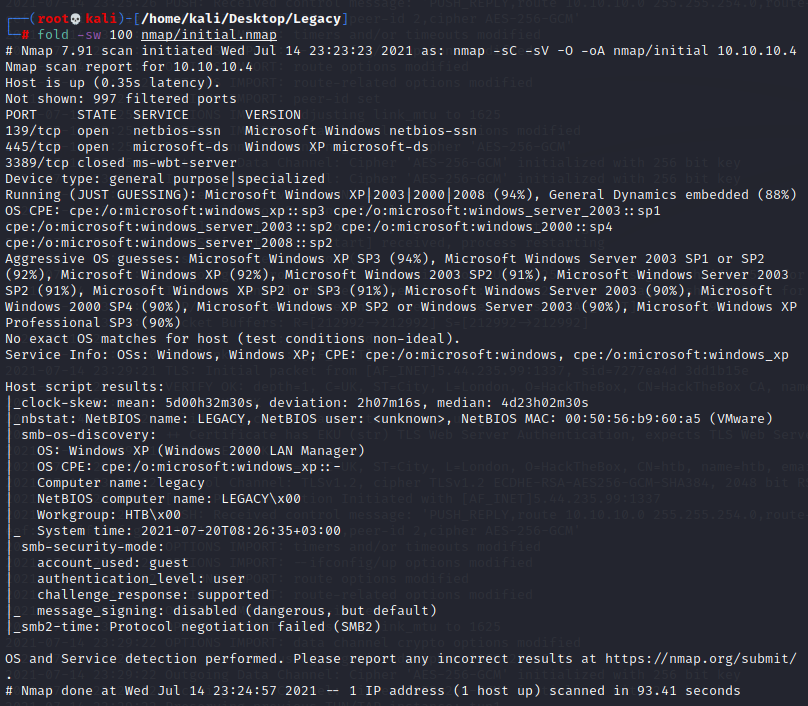 ┌──(root💀kali)-[/home/kali/Desktop/Legacy]
└─# fold -sw 100 nmap/initial.nmap
# Nmap 7.91 scan initiated Wed Jul 14 23:23:23 2021 as: nmap -sC -sV -O -oA nmap/initial 10.10.10.4
Nmap scan report for 10.10.10.4
Host is up (0.35s latency).
Not shown: 997 filtered ports
PORT     STATE  SERVICE       VERSION
139/tcp  open   netbios-ssn   Microsoft Windows netbios-ssn
445/tcp  open   microsoft-ds  Windows XP microsoft-ds
3389/tcp closed ms-wbt-server
Device type: general purpose|specialized
Running (JUST GUESSING): Microsoft Windows XP|2003|2000|2008 (94%), General Dynamics embedded (88%)
OS CPE: cpe:/o:microsoft:windows_xp::sp3 cpe:/o:microsoft:windows_server_2003::sp1
cpe:/o:microsoft:windows_server_2003::sp2 cpe:/o:microsoft:windows_2000::sp4
cpe:/o:microsoft:windows_server_2008::sp2
Aggressive OS guesses: Microsoft Windows XP SP3 (94%), Microsoft Windows Server 2003 SP1 or SP2
(92%), Microsoft Windows XP (92%), Microsoft Windows 2003 SP2 (91%), Microsoft Windows Server 2003
SP2 (91%), Microsoft Windows XP SP2 or SP3 (91%), Microsoft Windows Server 2003 (90%), Microsoft
Windows 2000 SP4 (90%), Microsoft Windows XP SP2 or Windows Server 2003 (90%), Microsoft Windows XP
Professional SP3 (90%)
No exact OS matches for host (test conditions non-ideal).
Service Info: OSs: Windows, Windows XP; CPE: cpe:/o:microsoft:windows, cpe:/o:microsoft:windows_xp

Host script results:
|_clock-skew: mean: 5d00h32m30s, deviation: 2h07m16s, median: 4d23h02m30s
|_nbstat: NetBIOS name: LEGACY, NetBIOS user: <unknown>, NetBIOS MAC: 00:50:56:b9:60:a5 (VMware)
| smb-os-discovery:
|   OS: Windows XP (Windows 2000 LAN Manager)
|   OS CPE: cpe:/o:microsoft:windows_xp::-
|   Computer name: legacy
|   NetBIOS computer name: LEGACY\x00
|   Workgroup: HTB\x00
|_  System time: 2021-07-20T08:26:35+03:00
| smb-security-mode:
|   account_used: guest
|   authentication_level: user
|   challenge_response: supported
|_  message_signing: disabled (dangerous, but default)
|_smb2-time: Protocol negotiation failed (SMB2)

OS and Service detection performed. Please report any incorrect results at https://nmap.org/submit/
.
# Nmap done at Wed Jul 14 23:24:57 2021 -- 1 IP address (1 host up) scanned in 93.41 seconds